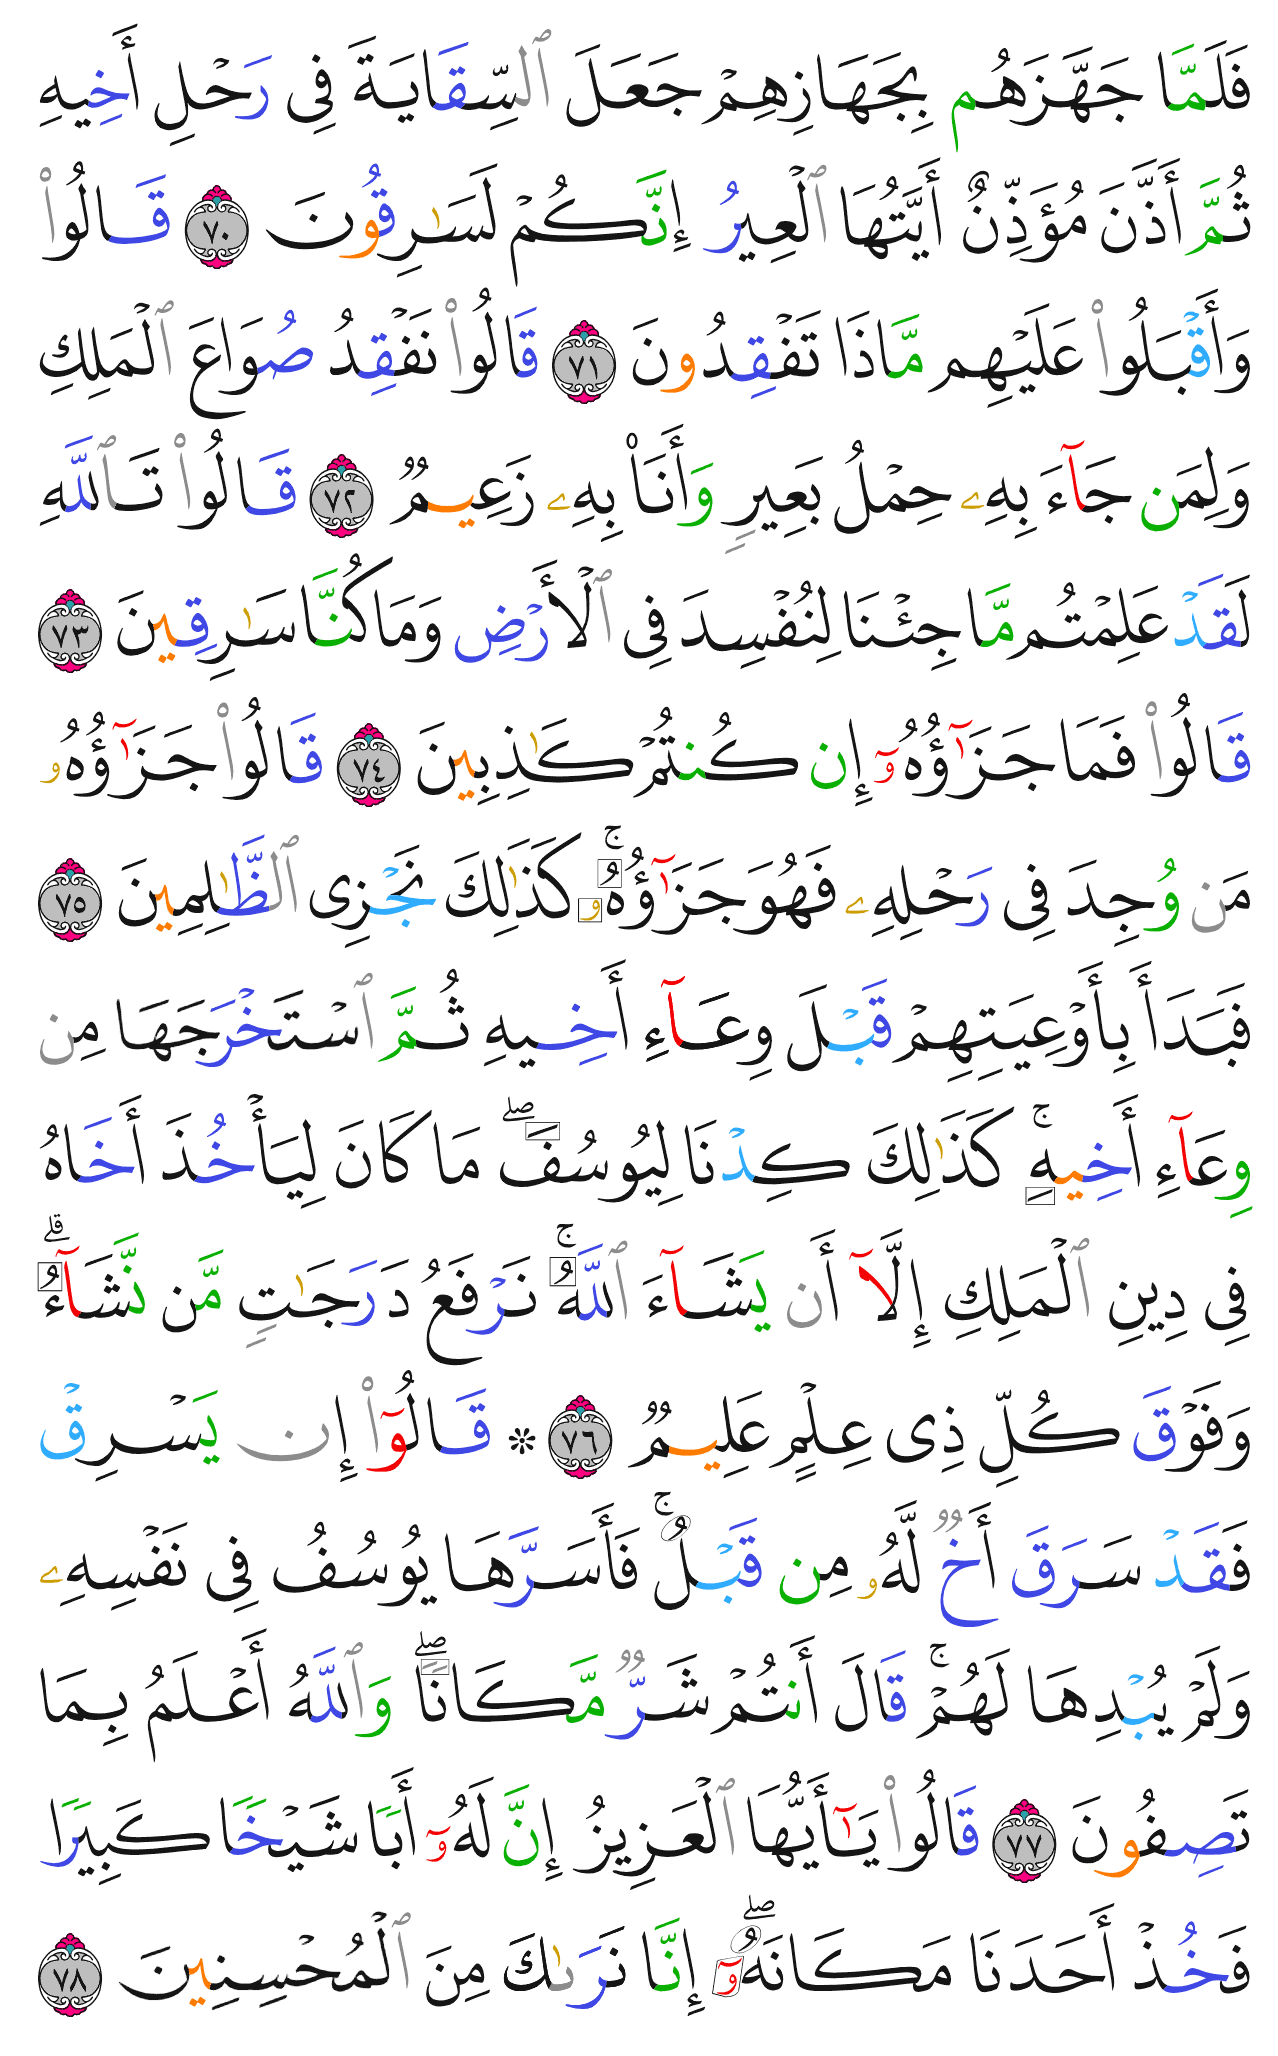 فَلَمَّا جَهَّزَهُم بِجَهَازِهِمْ جَعَلَ ٱلسِّقَايَةَ فِى رَحْلِ أَخِيهِ
ثُمَّ أَذَّنَ مُؤَذِّنٌ أَيَّتُهَا ٱلْعِيرُ إِنَّكُمْ لَسَـٰرِقُونَ ٧٠ قَالُوا۟
وَأَقْبَلُوا۟ عَلَيْهِم مَّاذَا تَفْقِدُونَ ٧١ قَالُوا۟ نَفْقِدُ صُوَاعَ ٱلْمَلِكِ
وَلِمَن جَآءَ بِهِۦ حِمْلُ بَعِيرٍ وَأَنَا۠ بِهِۦ زَعِيمٌ ٧٢ قَالُوا۟ تَٱللَّهِ
لَقَدْ عَلِمْتُم مَّا جِئْنَا لِنُفْسِدَ فِى ٱلْأَرْضِ وَمَا كُنَّا سَـٰرِقِينَ ٧٣
قَالُوا۟ فَمَا جَزَٰٓؤُهُۥٓ إِن كُنتُمْ كَـٰذِبِينَ ٧٤ قَالُوا۟ جَزَٰٓؤُهُۥ
مَن وُجِدَ فِى رَحْلِهِۦ فَهُوَ جَزَٰٓؤُهُۥ ۚ كَذَٰلِكَ نَجْزِى ٱلظَّـٰلِمِينَ ٧٥
فَبَدَأَ بِأَوْعِيَتِهِمْ قَبْلَ وِعَآءِ أَخِيهِ ثُمَّ ٱسْتَخْرَجَهَا مِن
وِعَآءِ أَخِيهِ ۚ كَذَٰلِكَ كِدْنَا لِيُوسُفَ ۖ مَا كَانَ لِيَأْخُذَ أَخَاهُ
فِى دِينِ ٱلْمَلِكِ إِلَّآ أَن يَشَآءَ ٱللَّهُ ۚ نَرْفَعُ دَرَجَـٰتٍ مَّن نَّشَآءُ ۗ
وَفَوْقَ كُلِّ ذِى عِلْمٍ عَلِيمٌ ٧٦ ۞ قَالُوٓا۟ إِن يَسْرِقْ
فَقَدْ سَرَقَ أَخٌ لَّهُۥ مِن قَبْلُ ۚ فَأَسَرَّهَا يُوسُفُ فِى نَفْسِهِۦ
وَلَمْ يُبْدِهَا لَهُمْ ۚ قَالَ أَنتُمْ شَرٌّ مَّكَانًا ۖ وَٱللَّهُ أَعْلَمُ بِمَا
تَصِفُونَ ٧٧ قَالُوا۟ يَـٰٓأَيُّهَا ٱلْعَزِيزُ إِنَّ لَهُۥٓ أَبًا شَيْخًا كَبِيرًا
فَخُذْ أَحَدَنَا مَكَانَهُۥٓ ۖ إِنَّا نَرَىٰكَ مِنَ ٱلْمُحْسِنِينَ ٧٨